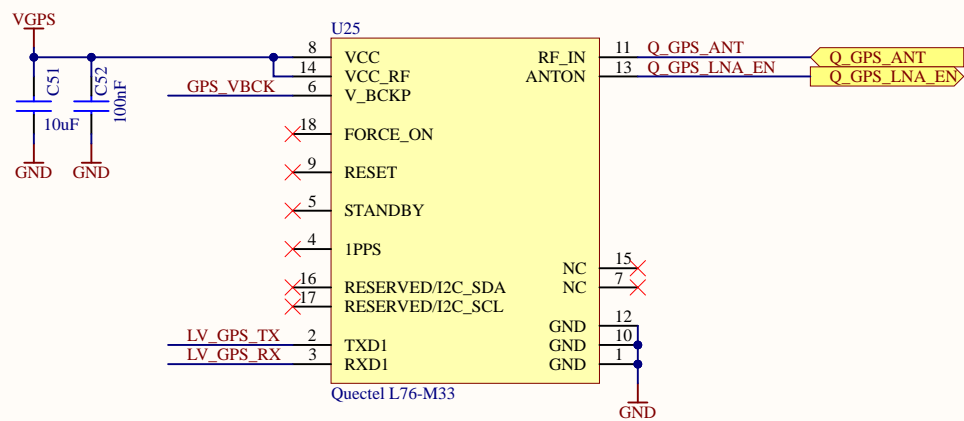 VGPS
U25
8 VCC RF_IN 11 Q_GPS_ANT Q_GPS_ANT
14 VCC_RF ANTON 13 Q_GPS_LNA_EN Q_GPS_LNA_EN
GPS_VBCK 6 V_BCKP
C51
10uF
C52
100nF
GND
GND
18 FORCE_ON
9 RESET
5 STANDBY
4 1PPS
NC 15
16 RESERVED/I2C_SDA NC 7
17 RESERVED/I2C_SCL
GND 12
LV_GPS_TX 2 TXD1 GND 10
LV_GPS_RX 3 RXD1 GND 1
Quectel L76-M33
GND